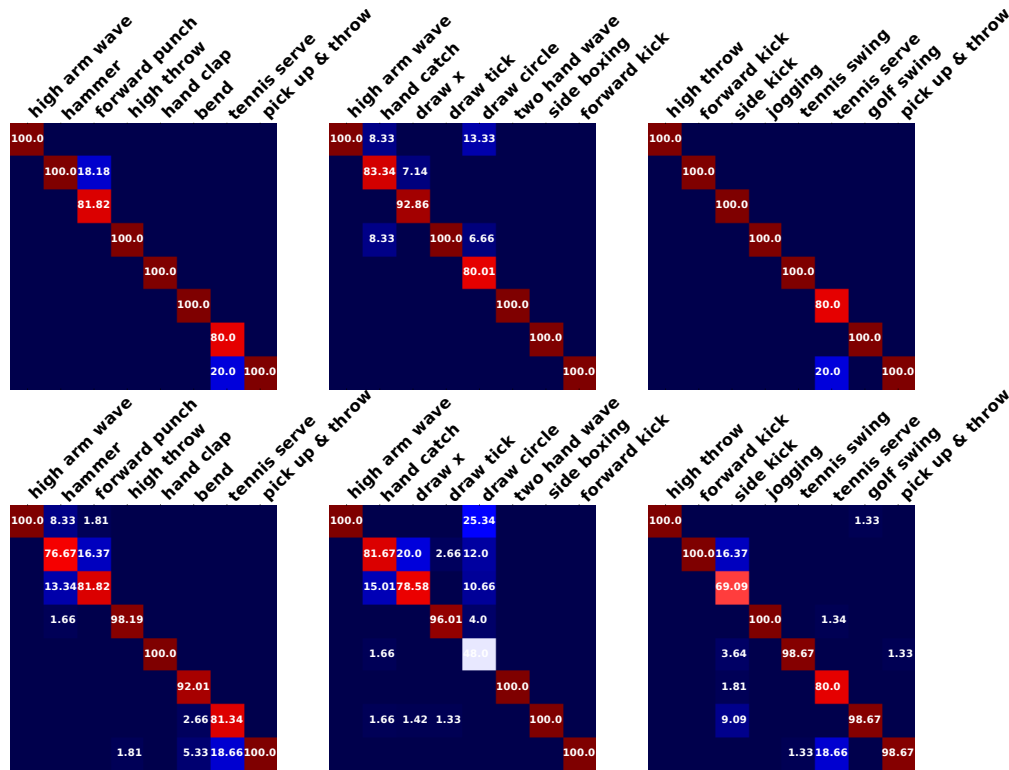 high arm wave
hammer
forward punch
high throw
hand clap
bend
tennis serve
pick up & throw
100.0
100.0 18.18
81.82
100.0
100.0
100.0
80.0
20.0 100.0
high arm wave
hand catch
draw x
draw tick
draw circle
two hand wave
side boxing
forward kick
100.0 8.33 13.33
83.34 7.14
92.86
8.33 100.0 6.66
80.01
100.0
100.0
100.0
high throw
forward kick
side kick
jogging
tennis swing
tennis serve
golf swing
pick up & throw
100.0
100.0
100.0
100.0
100.0
80.0
100.0
20.0 100.0
high arm wave
hammer
forward punch
high throw
hand clap
bend
tennis serve
pick up & throw
100.0 8.33 1.81
76.67 16.37
13.34 81.82
1.66 98.19
100.0
92.01
2.66 81.34
1.81 5.33 18.66 100.0
high arm wave
hand catch
draw x
draw tick
draw circle
two hand wave
side boxing
forward kick
100.0 25.34
81.67 20.0 2.66 12.0
15.01 78.58 10.66
96.01 4.0
1.66 48.0
100.0
1.66 1.42 1.33 100.0
100.0
high throw
forward kick
side kick
jogging
tennis swing
tennis serve
golf swing
pick up & throw
100.0 1.33
100.0 16.37
69.09
100.0 1.34
3.64 98.67 1.33
1.81 80.0
9.09 98.67
1.33 18.66 98.67